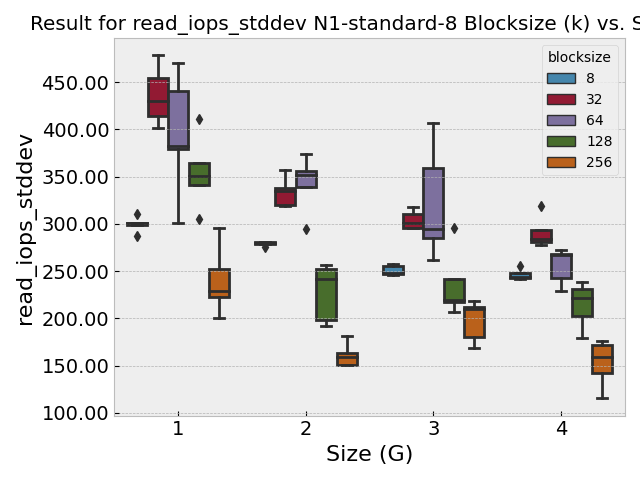 Result for read_iops_stddev N1-standard-8 Blocksize (k) vs. S
blocksize
8
32
64
128
256
450.00
400.00
350.00
300.00
250.00
200.00
150.00
100.00
read_iops_stddev
1 2 3 4
Size (G)